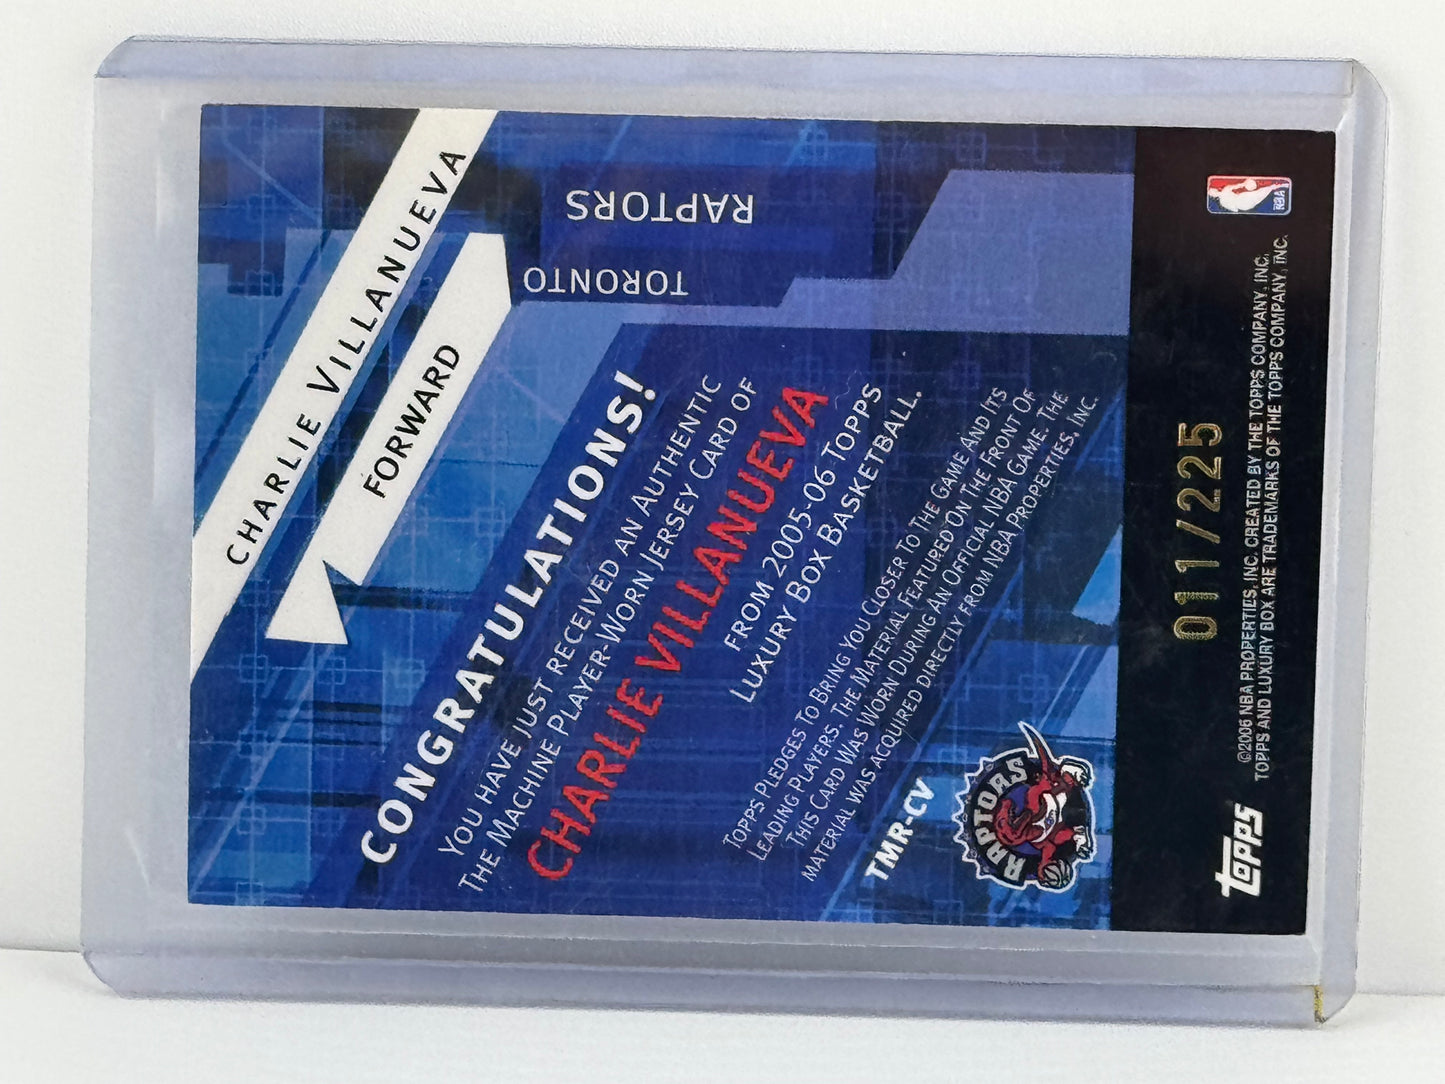 CHARLIE VILLANUEVA
FORWARD
TORONTO
RAPTORS
CONGRATULATIONS!
YOU HAVE JUST RECEIVED AN AUTHENTIC
THE MACHINE PLAYER-WORN JERSEY CARD OF
CHARLIE VILLANUEVA
FROM 2005-06 TOPPS
LUXURY BOX BASKETBALL.
TOPPS PLEDGES TO BRING YOU CLOSER TO THE GAME AND ITS
LEADING PLAYERS. THE MATERIAL FEATURED ON THE FRONT OF
THIS CARD WAS WORN DURING AN OFFICIAL NBA GAME. THE
MATERIAL WAS ACQUIRED DIRECTLY FROM NBA PROPERTIES, INC.
TMR-CV
RAPTORS
011/225
topps
©2006 NBA PROPERTIES, INC. CREATED BY THE TOPPS COMPANY, INC.
TOPPS AND LUXURY BOX ARE TRADEMARKS OF THE TOPPS COMPANY, INC.
NBA